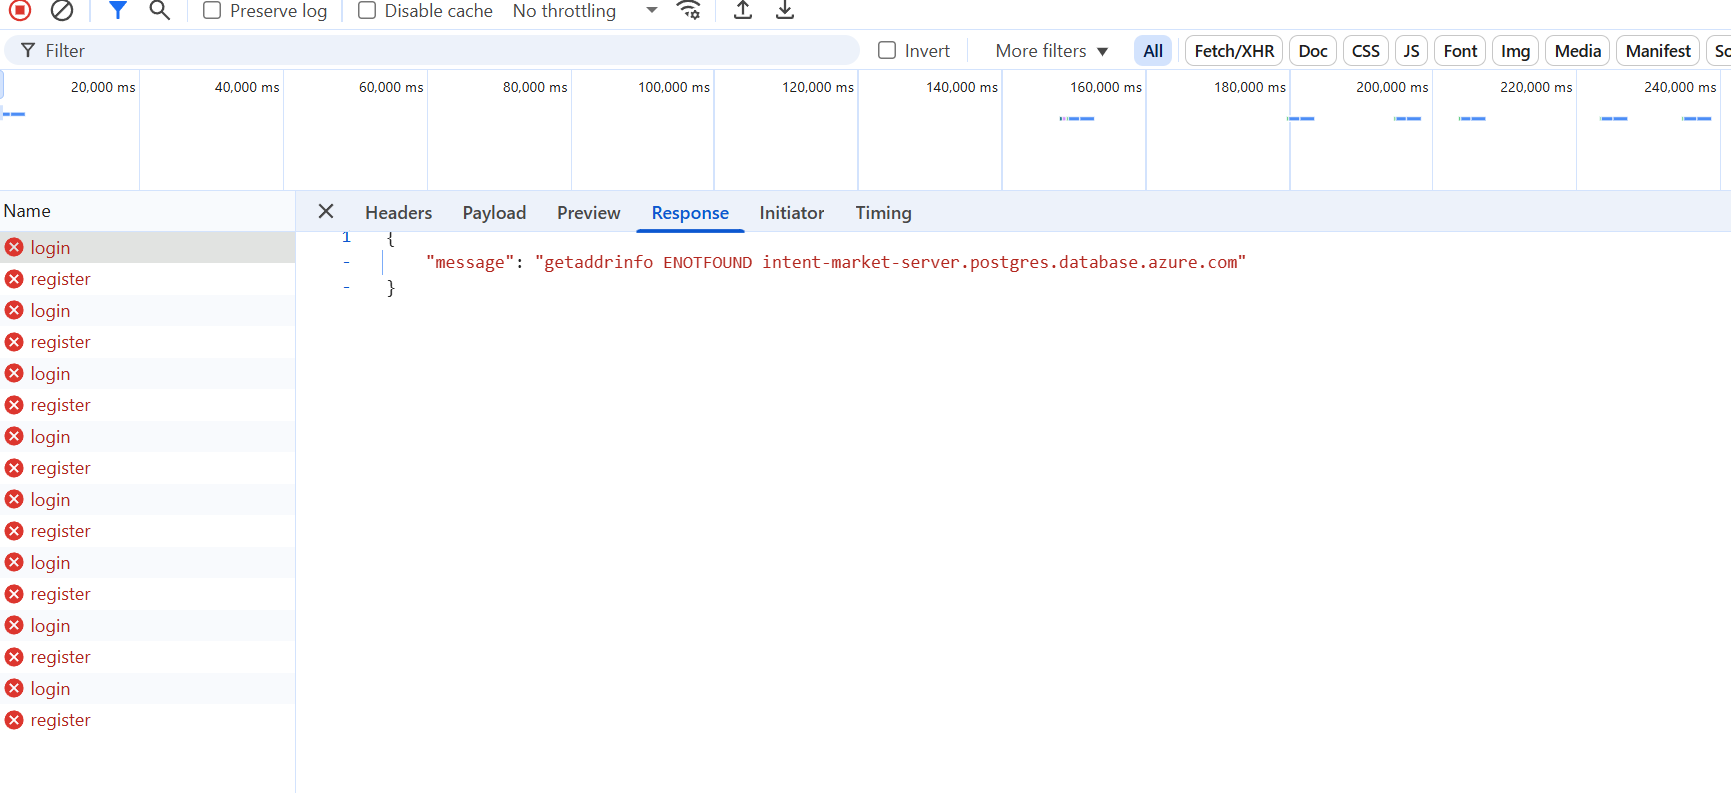 Preserve log Disable cache No throttling
Filter Invert More filters All Fetch/XHR Doc CSS JS Font Img Media Manifest So
20,000 ms 40,000 ms 60,000 ms 80,000 ms 100,000 ms 120,000 ms 140,000 ms 160,000 ms 180,000 ms 200,000 ms 220,000 ms 240,000 ms
Name Headers Payload Preview Response Initiator Timing
login
register
login
register
login
register
login
register
login
register
login
register
login
register
login
register
1 {
- "message": "getaddrinfo ENOTFOUND intent-market-server.postgres.database.azure.com"
- }